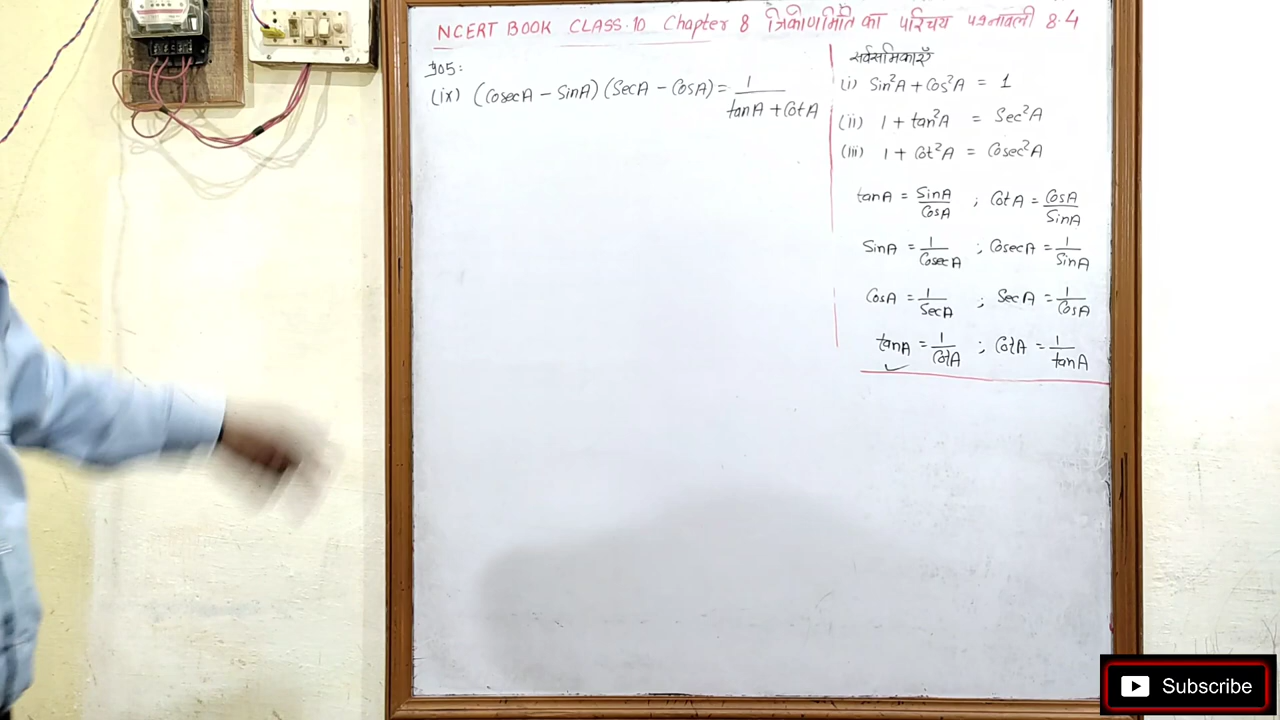 NCERT BOOK CLASS-10 Chapter 8 त्रिकोणमिति का परिचय प्रश्नावली 8.4
प्र05:
(ix) (CosecA − SinA) (SecA − CosA) = 1/(tanA + CotA)
सर्वसमिकाएँ
(i) Sin²A + Cos²A = 1
(ii) 1 + tan²A = Sec²A
(iii) 1 + Cot²A = Cosec²A
tanA = SinA/CosA ; CotA = CosA/SinA
SinA = 1/CosecA ; CosecA = 1/SinA
CosA = 1/SecA ; SecA = 1/CosA
tanA = 1/CotA ; CotA = 1/tanA
Subscribe